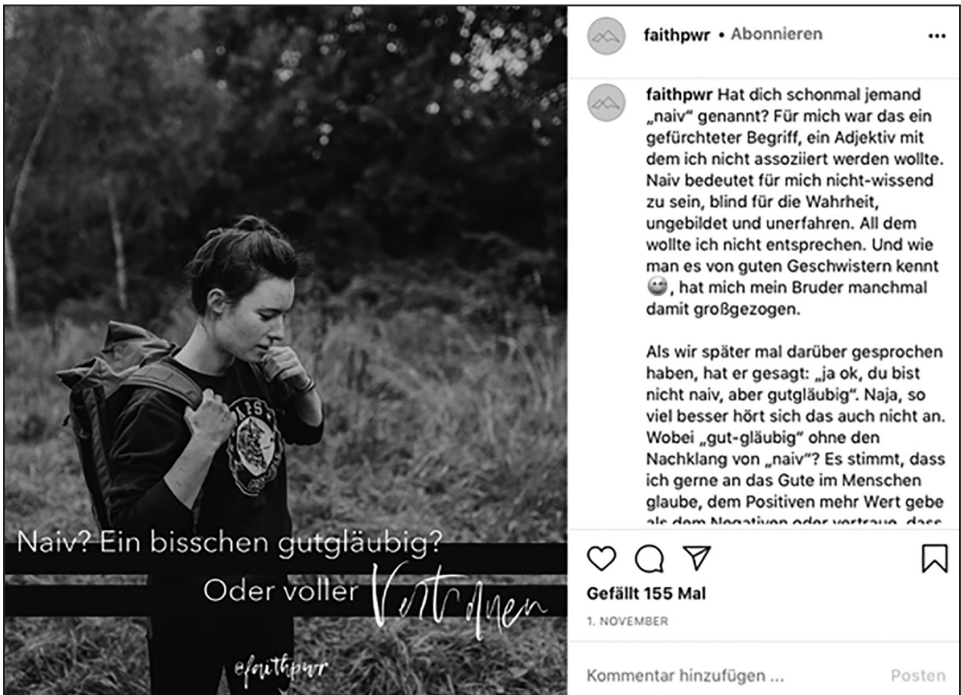 faithpwr • Abonnieren
faithpwr Hat dich schonmal jemand
„naiv“ genannt? Für mich war das ein
gefürchteter Begriff, ein Adjektiv mit
dem ich nicht assoziiert werden wollte.
Naiv bedeutet für mich nicht-wissend
zu sein, blind für die Wahrheit,
ungebildet und unerfahren. All dem
wollte ich nicht entsprechen. Und wie
man es von guten Geschwistern kennt
😀, hat mich mein Bruder manchmal
damit großgezogen.
Als wir später mal darüber gesprochen
haben, hat er gesagt: „ja ok, du bist
nicht naiv, aber gutgläubig“. Naja, so
viel besser hört sich das auch nicht an.
Wobei „gut-gläubig“ ohne den
Nachklang von „naiv“? Es stimmt, dass
ich gerne an das Gute im Menschen
glaube, dem Positiven mehr Wert gebe
als dem Negativen oder vertraue, dass
Gefällt 155 Mal
1. NOVEMBER
Kommentar hinzufügen ... Posten
Naiv? Ein bisschen gutgläubig?
Oder voller Vertrauen
@faithpwr